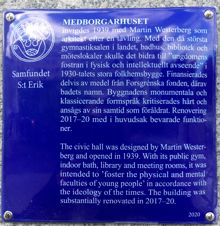 MEDBORGARHUSET
invigdes 1939 med Martin Westerberg som
arkitekt efter en tävling. Med den då största
gymnastiksalen i landet, badhus, bibliotek och
möteslokaler skulle det bidra till "ungdomens
fostran i fysisk och intellektuellt avseende" i
1930-talets stora folkhemsbygge. Finansierades
delvis av medel från Forsgrenska fonden, därav
badets namn. Byggnadens monumentala och
klassicerande formspråk kritiserades hårt och
ansågs av sin samtid som föråldrat. Renovering
2017–20 med i huvudsak bevarade funktio-
ner.
Samfundet
S:t Erik
The civic hall was designed by Martin Wester-
berg and opened in 1939. With its public gym,
indoor bath, library and meeting rooms, it was
intended to 'foster the physical and mental
faculties of young people' in accordance with
the ideology of the times. The building was
substantially renovated in 2017–20.
2020